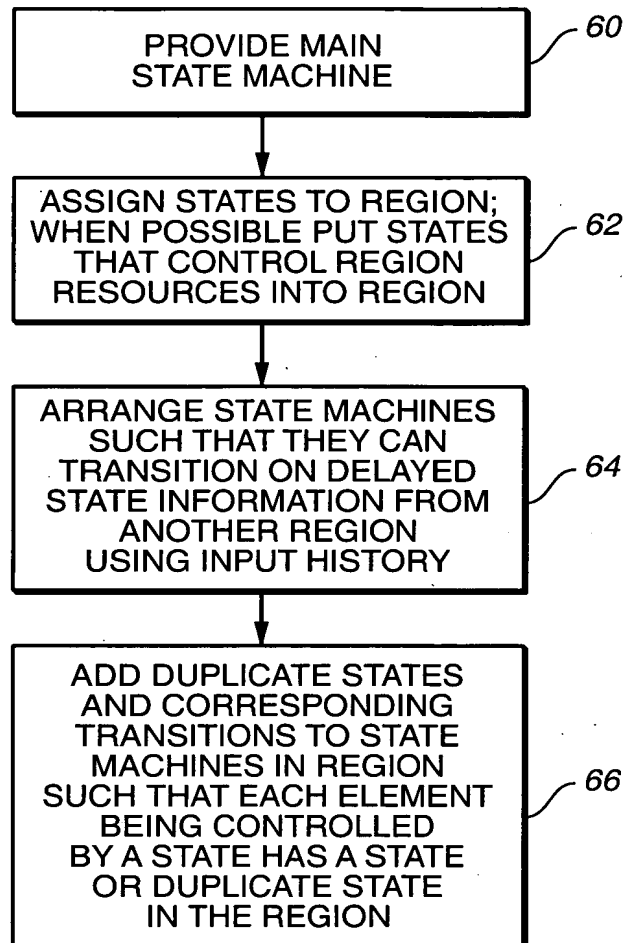 PROVIDE MAIN
STATE MACHINE
60
ASSIGN STATES TO REGION;
WHEN POSSIBLE PUT STATES
THAT CONTROL REGION
RESOURCES INTO REGION
62
ARRANGE STATE MACHINES
SUCH THAT THEY CAN
TRANSITION ON DELAYED
STATE INFORMATION FROM
ANOTHER REGION
USING INPUT HISTORY
64
ADD DUPLICATE STATES
AND CORRESPONDING
TRANSITIONS TO STATE
MACHINES IN REGION
SUCH THAT EACH ELEMENT
BEING CONTROLLED
BY A STATE HAS A STATE
OR DUPLICATE STATE
IN THE REGION
66